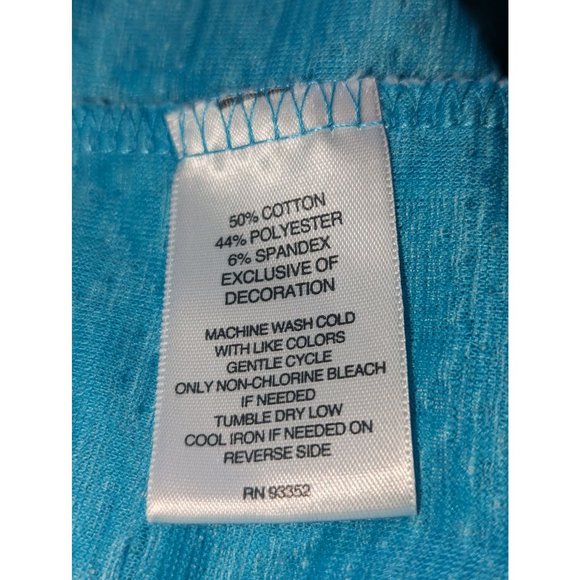 50% COTTON
44% POLYESTER
6% SPANDEX
EXCLUSIVE OF
DECORATION
MACHINE WASH COLD
WITH LIKE COLORS
GENTLE CYCLE
ONLY NON-CHLORINE BLEACH
IF NEEDED
TUMBLE DRY LOW
COOL IRON IF NEEDED ON
REVERSE SIDE
RN 93352